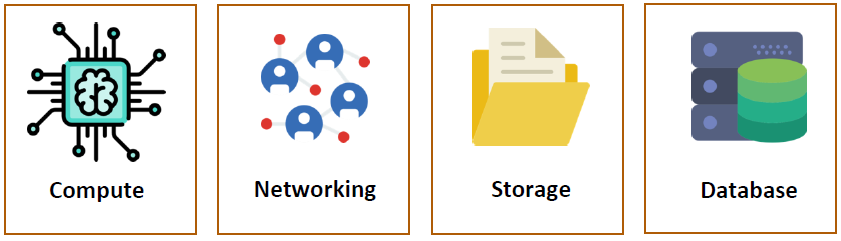 Compute
Networking
Storage
Database